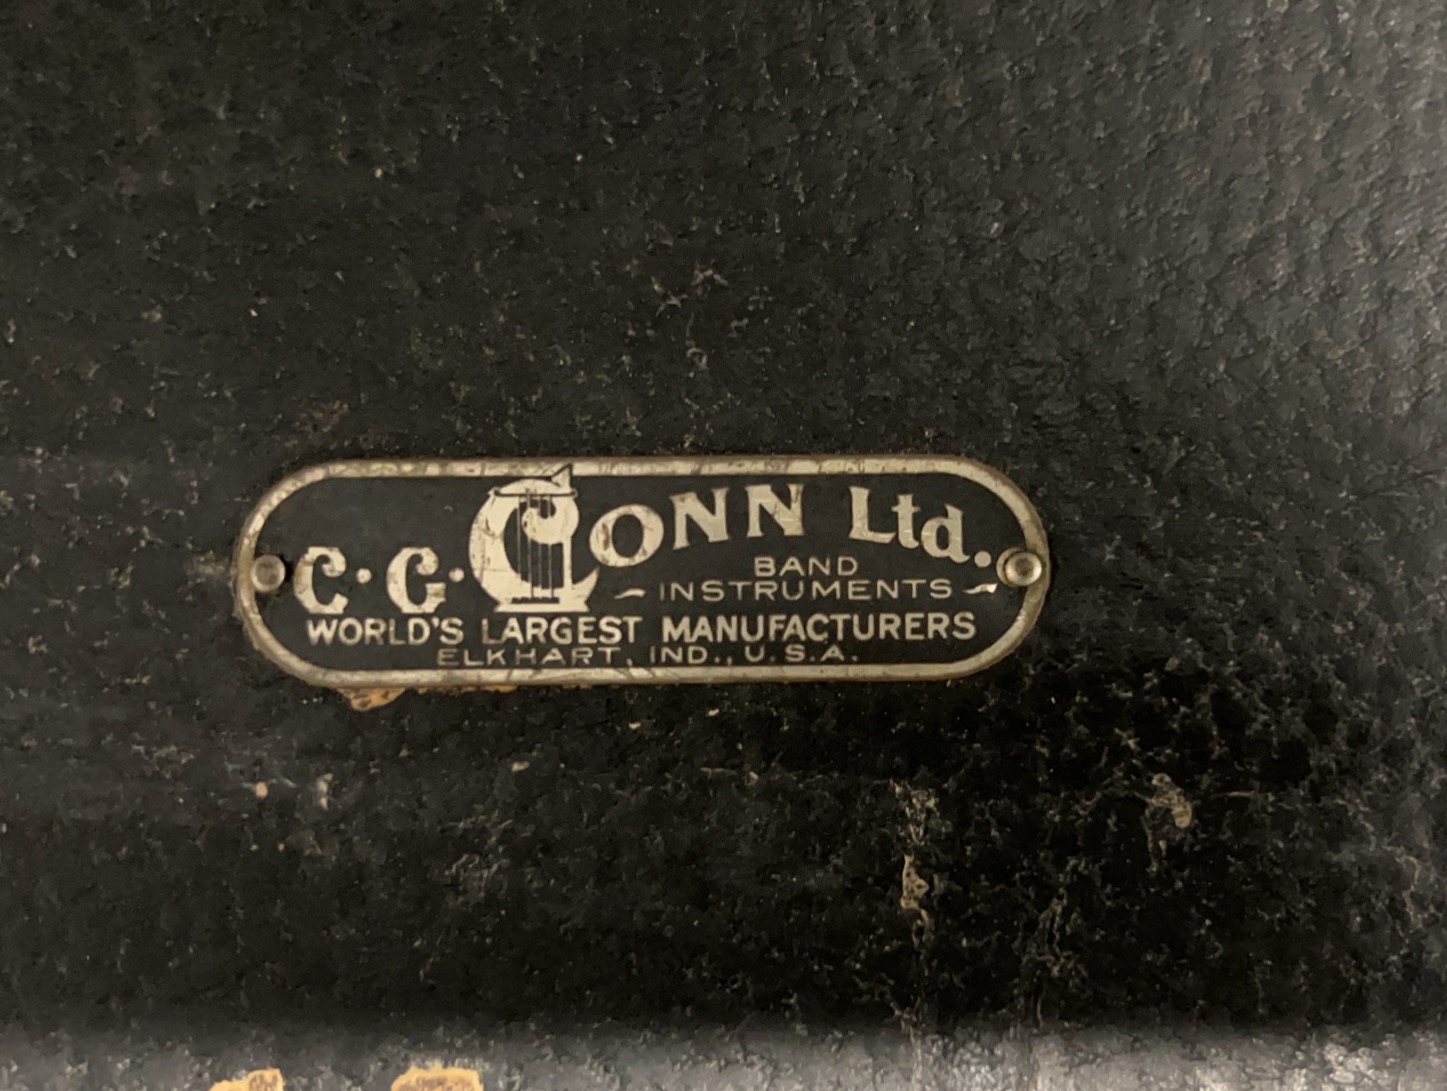 C. G. CONN Ltd.
BAND
~ INSTRUMENTS ~
WORLD'S LARGEST MANUFACTURERS
ELKHART, IND., U.S.A.